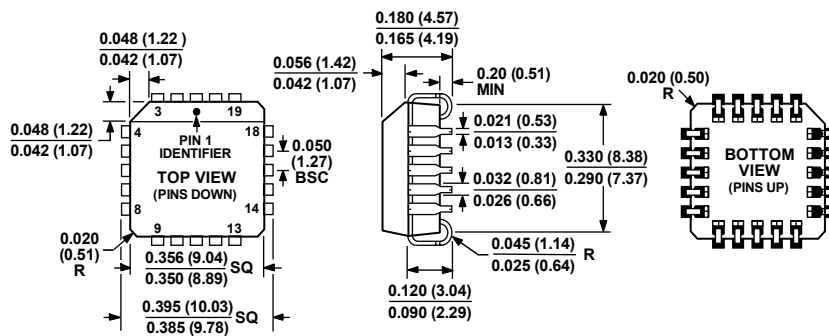 0.048 (1.22 )
0.042 (1.07)
0.048 (1.22)
0.042 (1.07)
3
19
4
18
PIN 1
IDENTIFIER
TOP VIEW
(PINS DOWN)
8
14
9
13
0.050
(1.27)
BSC
0.020
(0.51)
R
0.356 (9.04)
0.350 (8.89)
SQ
0.395 (10.03)
0.385 (9.78)
SQ
0.180 (4.57)
0.165 (4.19)
0.056 (1.42)
0.042 (1.07)
0.20 (0.51)
MIN
0.021 (0.53)
0.013 (0.33)
0.032 (0.81)
0.026 (0.66)
0.330 (8.38)
0.290 (7.37)
0.045 (1.14)
0.025 (0.64)
R
0.120 (3.04)
0.090 (2.29)
0.020 (0.50)
R
BOTTOM
VIEW
(PINS UP)